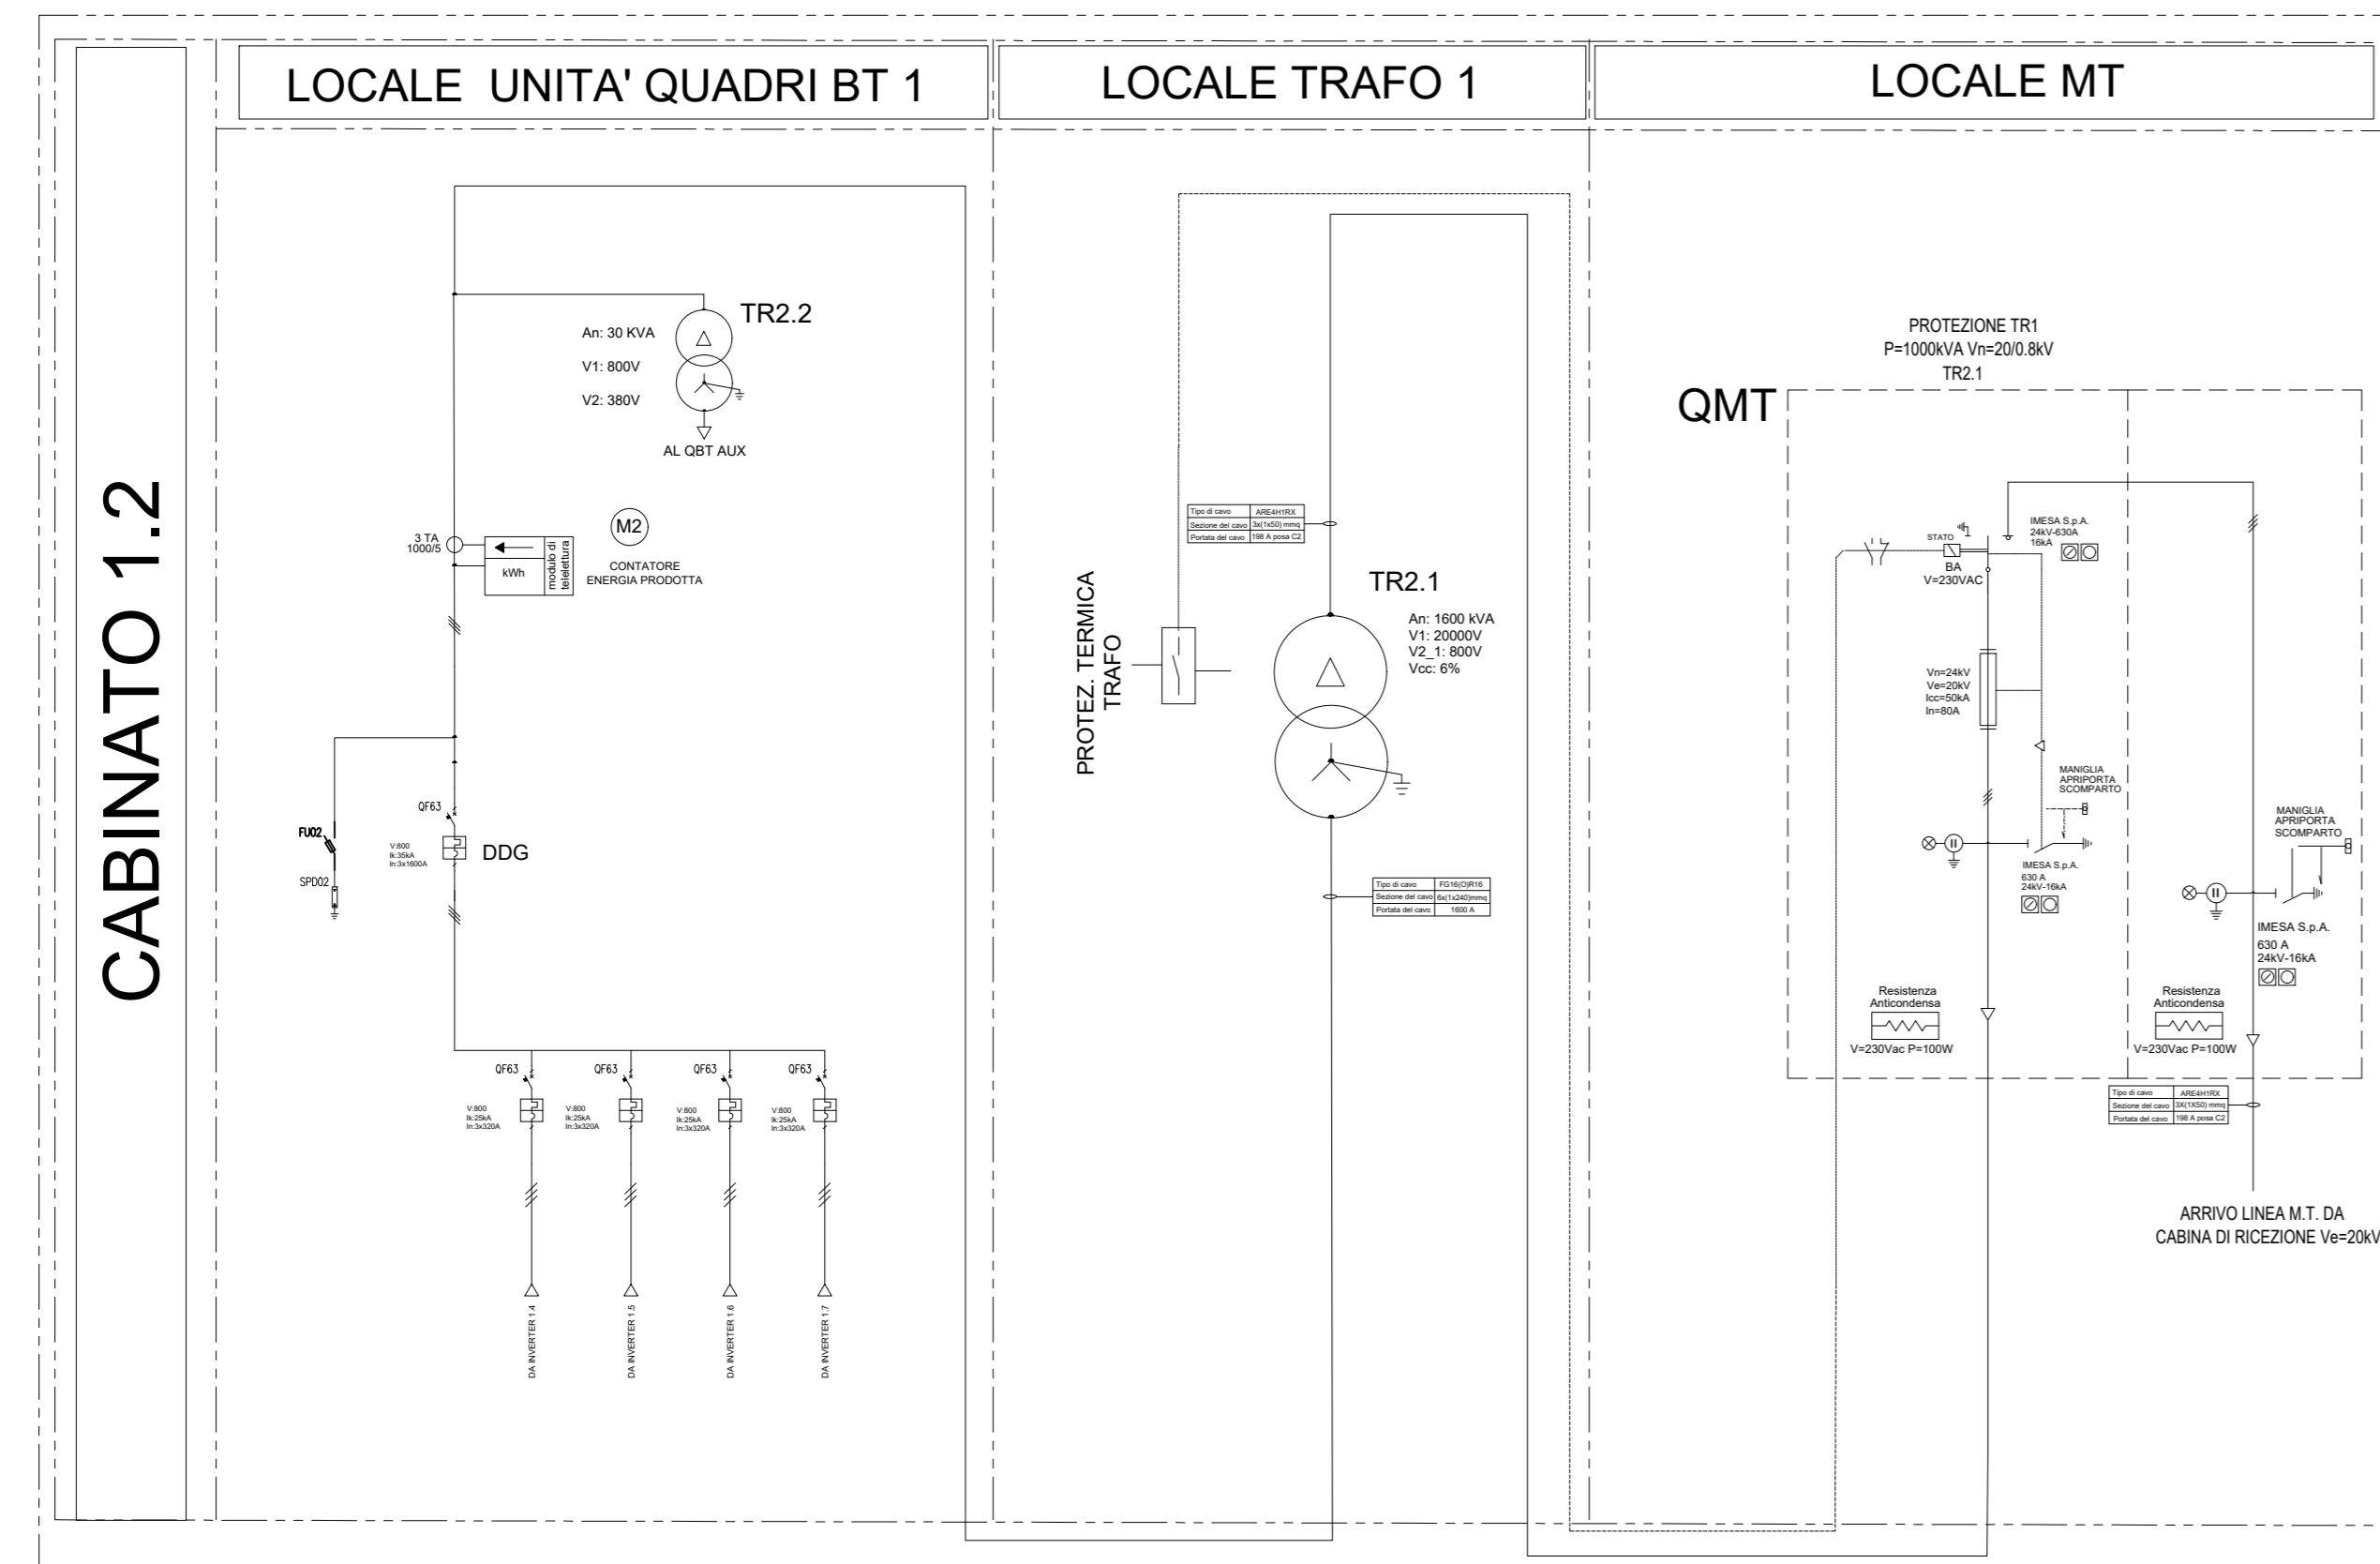 CABINATO 1.2
LOCALE UNITA' QUADRI BT 1
LOCALE TRAFO 1
LOCALE MT
TR2.2
An: 30 KVA
V1: 800V
V2: 380V
AL QBT AUX
3 TA
1000/5
kWh
modulo di
telelettura
M2
CONTATORE
ENERGIA PRODOTTA
FU02
SPD02
QF63
V:800
Ik:35kA
In:3x1600A
DDG
QF63
V:800
Ik:25kA
In:3x320A
DA INVERTER 1.4
QF63
V:800
Ik:25kA
In:3x320A
DA INVERTER 1.5
QF63
V:800
Ik:25kA
In:3x320A
DA INVERTER 1.6
QF63
V:800
Ik:25kA
In:3x320A
DA INVERTER 1.7
Tipo di cavo ARE4H1RX
Sezione del cavo 3x(1x50) mmq
Portata del cavo 198 A posa C2
PROTEZ. TERMICA
TRAFO
TR2.1
An: 1600 kVA
V1: 20000V
V2_1: 800V
Vcc: 6%
Tipo di cavo FG16(O)R16
Sezione del cavo 6x(1x240)mmq
Portata del cavo 1600 A
PROTEZIONE TR1
P=1000kVA Vn=20/0.8kV
TR2.1
QMT
STATO
BA
V=230VAC
IMESA S.p.A.
24kV-630A
16kA
Vn=24kV
Ve=20kV
Icc=50kA
In=80A
MANIGLIA
APRIPORTA
SCOMPARTO
IMESA S.p.A.
630 A
24kV-16kA
Resistenza
Anticondensa
V=230Vac P=100W
MANIGLIA
APRIPORTA
SCOMPARTO
IMESA S.p.A.
630 A
24kV-16kA
Resistenza
Anticondensa
V=230Vac P=100W
Tipo di cavo ARE4H1RX
Sezione del cavo 3X(1X50) mmq
Portata del cavo 198 A posa C2
ARRIVO LINEA M.T. DA
CABINA DI RICEZIONE Ve=20kV